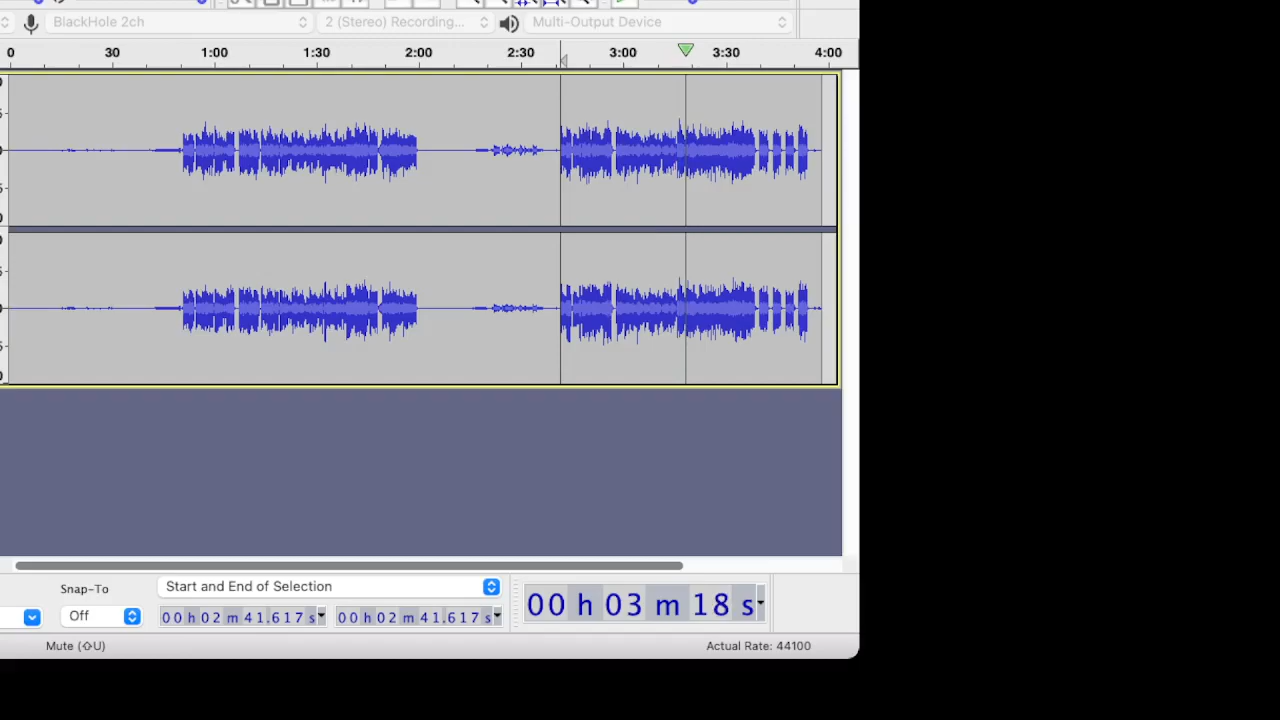 BlackHole 2ch 2 (Stereo) Recording... Multi-Output Device
0 30 1:00 1:30 2:00 2:30 3:00 3:30 4:00
Snap-To Start and End of Selection
Off 00 h 02 m 41.617 s 00 h 02 m 41.617 s 00 h 03 m 18 s
Mute (⇧U) Actual Rate: 44100